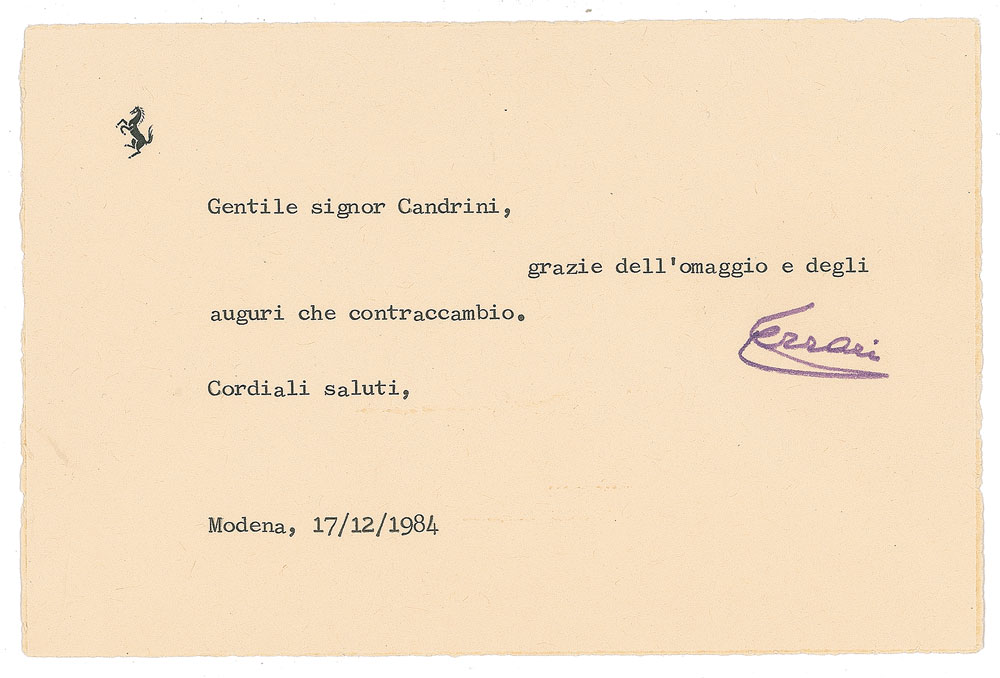 Gentile signor Candrini,
grazie dell'omaggio e degli
auguri che contraccambio.
Ferrari
Cordiali saluti,
Modena, 17/12/1984